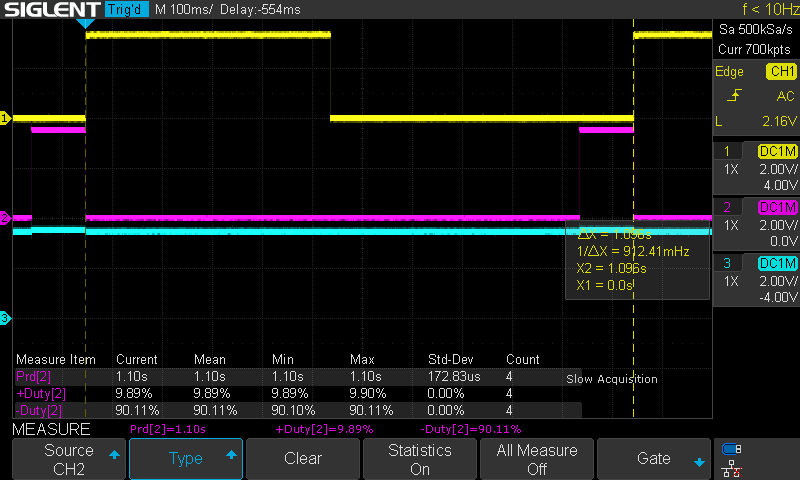 SIGLENT Trig'd M 100ms/ Delay:-554ms f < 10Hz
Sa 500kSa/s
Curr 700kpts
Edge CH1
AC
L 2.16V
1 DC1M
1X 2.00V/
4.00V
2 DC1M
1X 2.00V/
0.0V
3 DC1M
1X 2.00V/
-4.00V
1
2
3
ΔX = 1.096s
1/ΔX = 912.41mHz
X2 = 1.096s
X1 = 0.0s
Measure Item Current Mean Min Max Std-Dev Count
Prd[2] 1.10s 1.10s 1.10s 1.10s 172.83us 4
+Duty[2] 9.89% 9.89% 9.89% 9.90% 0.00% 4
-Duty[2] 90.11% 90.11% 90.10% 90.11% 0.00% 4
Slow Acquisition
MEASURE Prd[2]=1.10s +Duty[2]=9.89% -Duty[2]=90.11%
Source
CH2
Type
Clear
Statistics
On
All Measure
Off
Gate